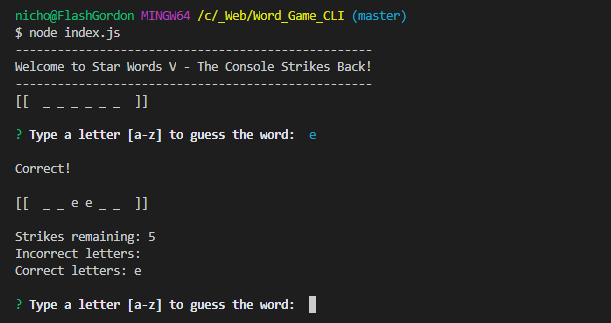 nicho@FlashGordon MINGW64 /c/_Web/Word_Game_CLI (master)
$ node index.js
---------------------------------------------------
Welcome to Star Words V - The Console Strikes Back!
---------------------------------------------------
[[  _ _ _ _ _ _  ]]
? Type a letter [a-z] to guess the word:  e
Correct!
[[  _ _ e e _ _  ]]
Strikes remaining: 5
Incorrect letters:
Correct letters: e
? Type a letter [a-z] to guess the word: